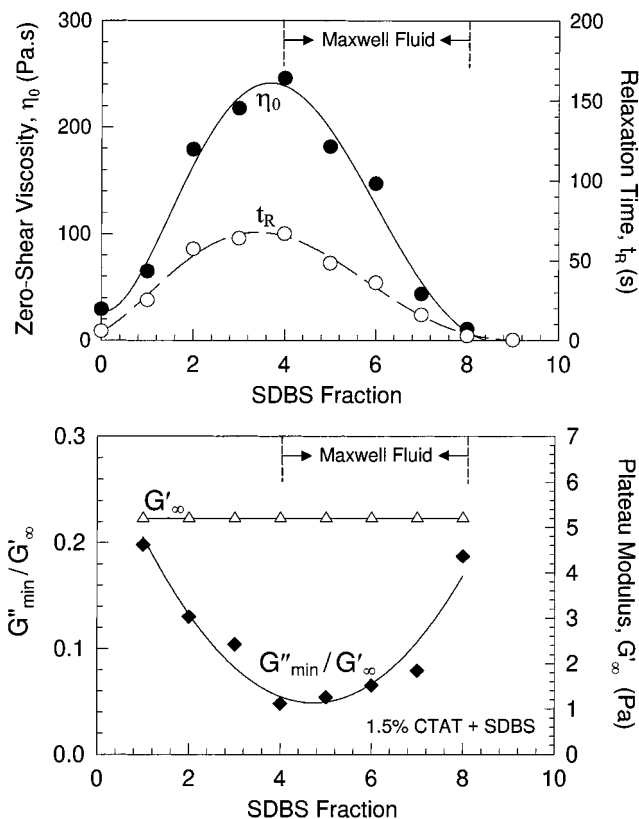 300
200
100
0
Zero-Shear Viscosity, η₀ (Pa.s)
Maxwell Fluid
η₀
t_R
200
150
100
50
0
Relaxation Time, t_R (s)
0 2 4 6 8 10
SDBS Fraction
0.3
0.2
0.1
0.0
G"min / G'∞
Maxwell Fluid
G'∞
G"min / G'∞
1.5% CTAT + SDBS
7
6
5
4
3
2
1
0
Plateau Modulus, G'∞ (Pa)
0 2 4 6 8 10
SDBS Fraction